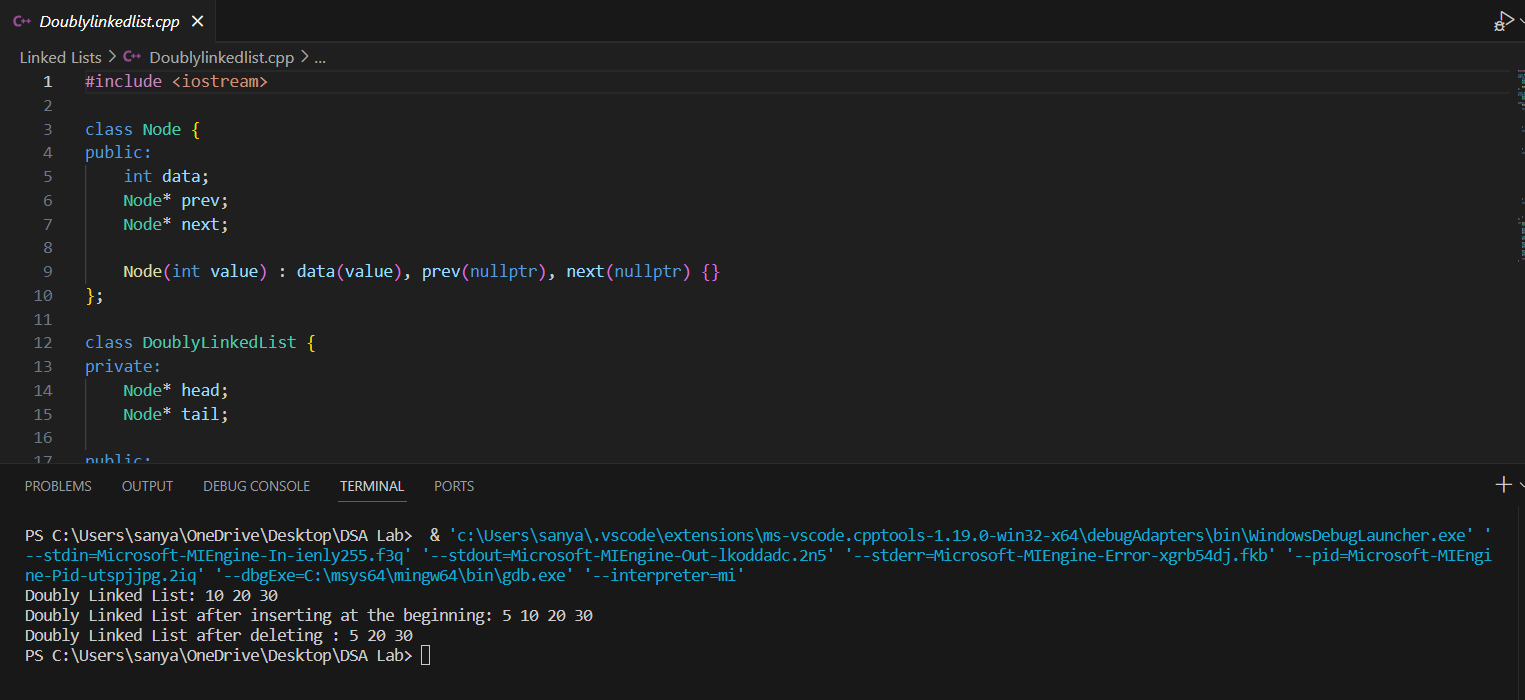 C++ Doublylinkedlist.cpp ×
Linked Lists > C++ Doublylinkedlist.cpp > ...
1 #include <iostream>
2
3 class Node {
4 public:
5     int data;
6     Node* prev;
7     Node* next;
8
9     Node(int value) : data(value), prev(nullptr), next(nullptr) {}
10 };
11
12 class DoublyLinkedList {
13 private:
14     Node* head;
15     Node* tail;
16
17 public:
PROBLEMS OUTPUT DEBUG CONSOLE TERMINAL PORTS
PS C:\Users\sanya\OneDrive\Desktop\DSA Lab>  & 'c:\Users\sanya\.vscode\extensions\ms-vscode.cpptools-1.19.0-win32-x64\debugAdapters\bin\WindowsDebugLauncher.exe' '
--stdin=Microsoft-MIEngine-In-ienly255.f3q' '--stdout=Microsoft-MIEngine-Out-lkoddadc.2n5' '--stderr=Microsoft-MIEngine-Error-xgrb54dj.fkb' '--pid=Microsoft-MIEngi
ne-Pid-utspjjpg.2iq' '--dbgExe=C:\msys64\mingw64\bin\gdb.exe' '--interpreter=mi'
Doubly Linked List: 10 20 30
Doubly Linked List after inserting at the beginning: 5 10 20 30
Doubly Linked List after deleting : 5 20 30
PS C:\Users\sanya\OneDrive\Desktop\DSA Lab>